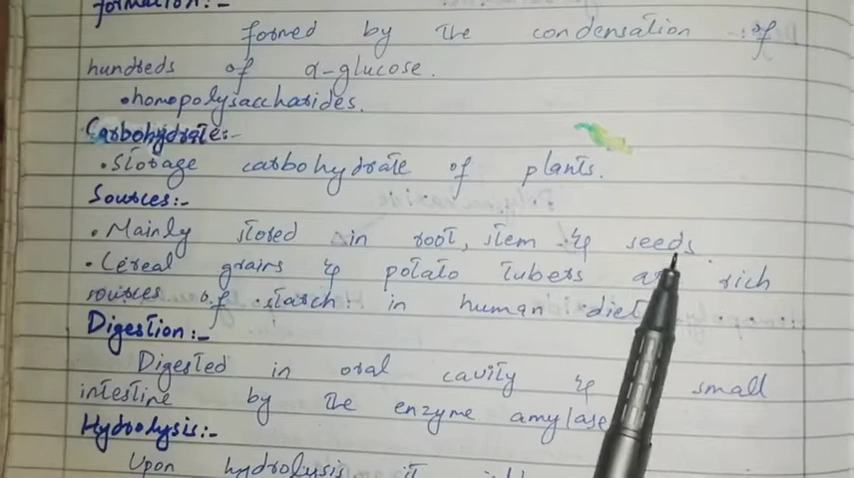 formation:-
formed by the condensation of
hundreds of α-glucose.
•homopolysaccharides.
Carbohydrate:-
•Storage carbohydrate of plants.
Sources:-
•Mainly stored in root, stem & seeds.
•Cereal grains & potato tubers are rich
sources of starch in human diet
Digestion:-
Digested in oral cavity & small
intestine by the enzyme amylase
Hydrolysis:-
Upon hydrolysis it